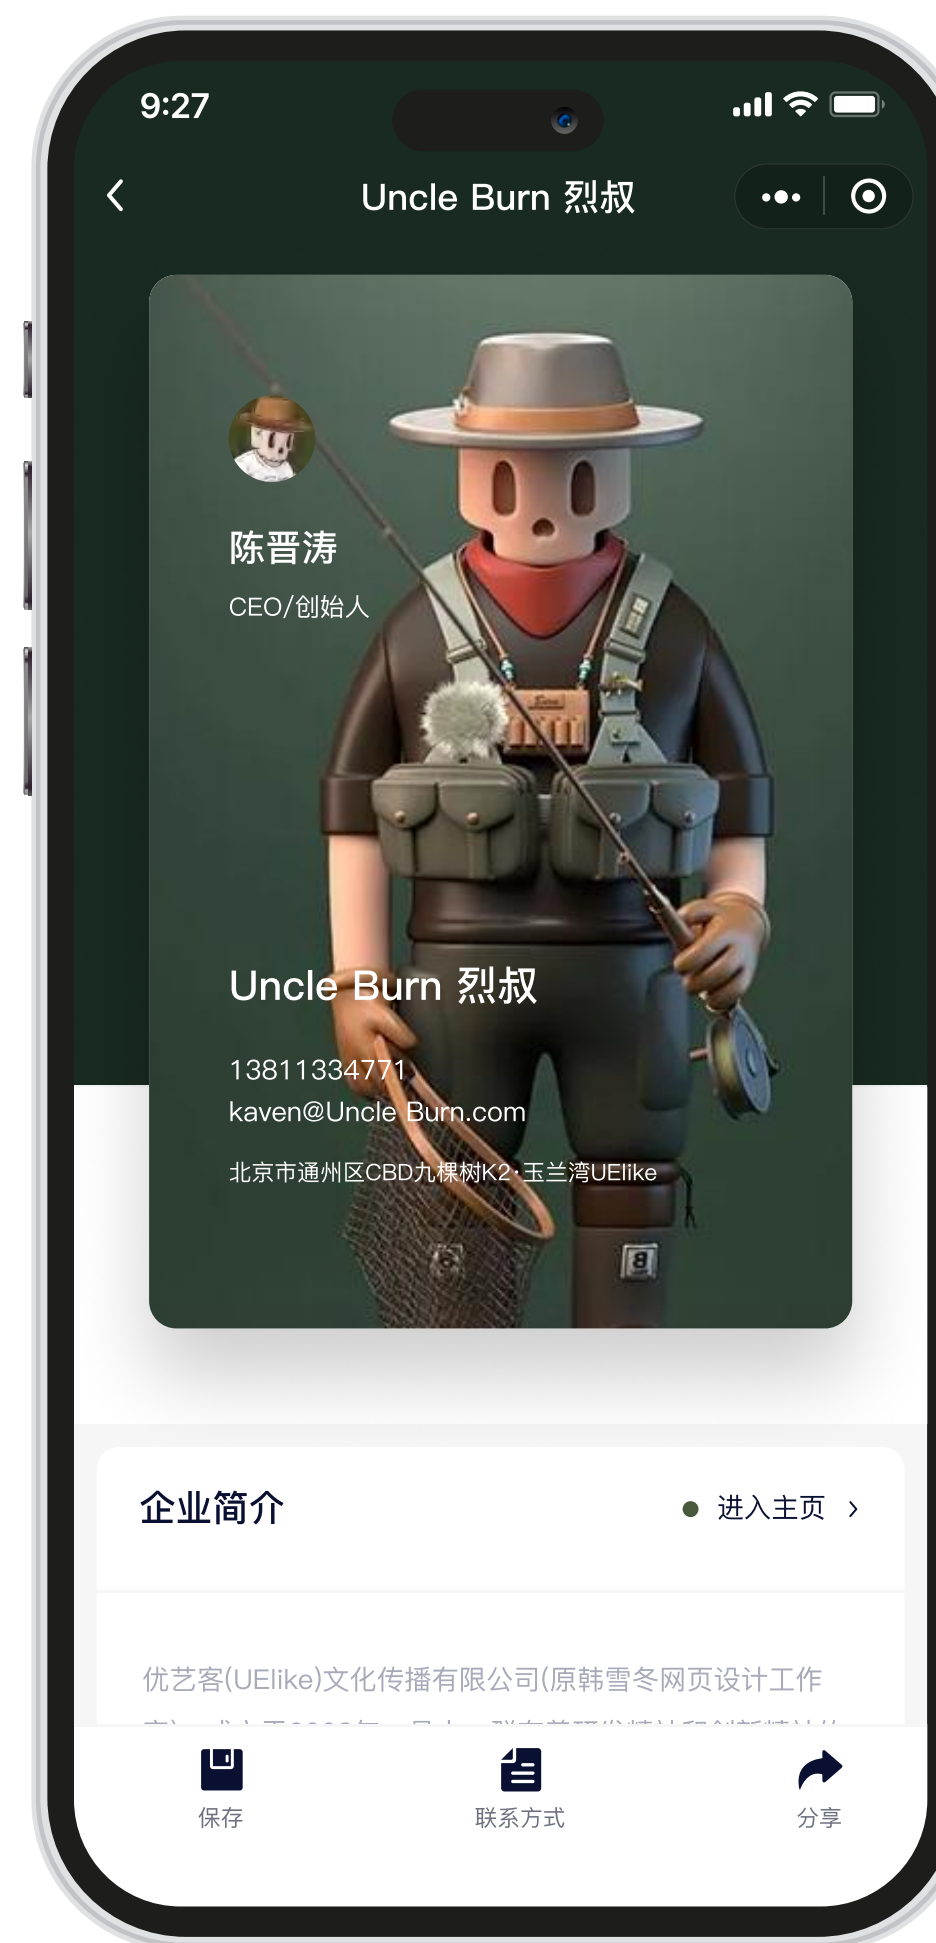 9:27
Uncle Burn 烈叔
陈晋涛
CEO/创始人
Uncle Burn 烈叔
13811334771
kaven@Uncle Burn.com
北京市通州区CBD九棵树K2·玉兰湾UElike
企业简介
进入主页
优艺客(UElike)文化传播有限公司(原韩雪冬网页设计工作
保存
联系方式
分享